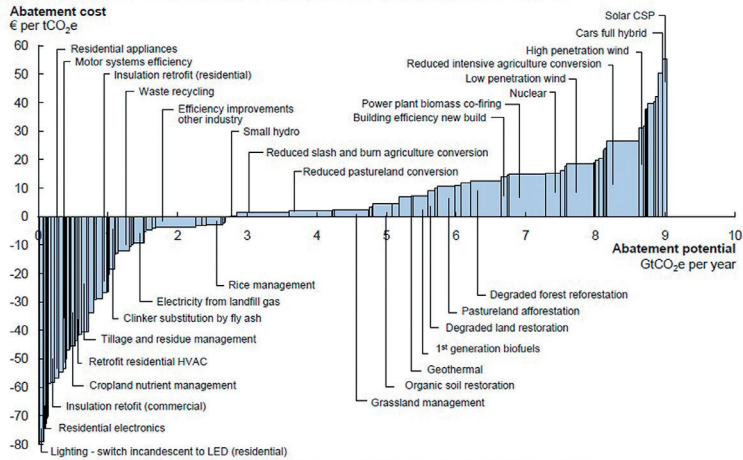 Abatement cost
€ per tCO₂e
Solar CSP
Cars full hybrid
Residential appliances
High penetration wind
Motor systems efficiency
Reduced intensive agriculture conversion
Insulation retrofit (residential)
Low penetration wind
Waste recycling
Nuclear
Efficiency improvements
other industry
Power plant biomass co-firing
Building efficiency new build
Small hydro
Reduced slash and burn agriculture conversion
Reduced pastureland conversion
60
50
40
30
20
10
0
-10
-20
-30
-40
-50
-60
-70
-80
0 1 2 3 4 5 6 7 8 9 10
Abatement potential
GtCO₂e per year
Rice management
Electricity from landfill gas
Clinker substitution by fly ash
Tillage and residue management
Retrofit residential HVAC
Cropland nutrient management
Insulation retofit (commercial)
Residential electronics
Lighting - switch incandescent to LED (residential)
Degraded forest reforestation
Pastureland afforestation
Degraded land restoration
1st generation biofuels
Geothermal
Organic soil restoration
Grassland management